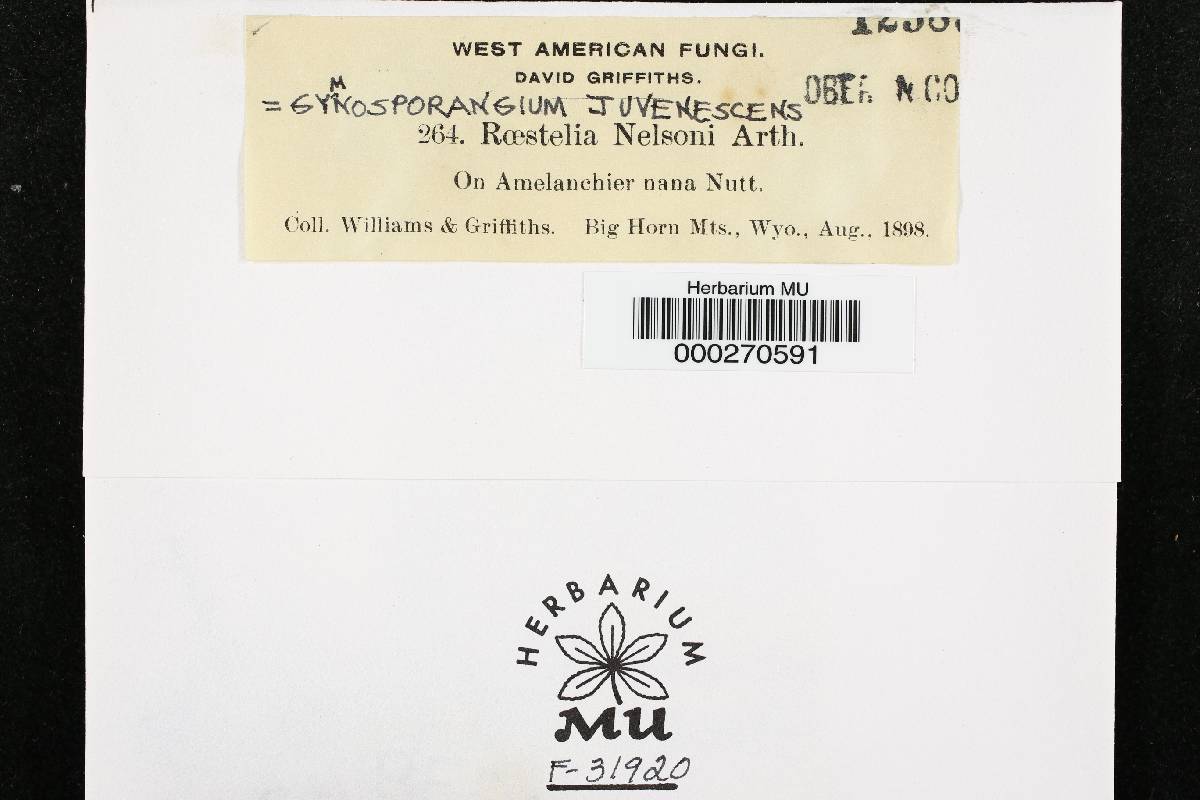 WEST AMERICAN FUNGI.
DAVID GRIFFITHS.
= GYMNOSPORANGIUM JUVENESCENS
264. Rœstelia Nelsoni Arth.
On Amelanchier nana Nutt.
Coll. Williams & Griffiths. Big Horn Mts., Wyo., Aug., 1898.
Herbarium MU
000270591
HERBARIUM
MU
F-31920